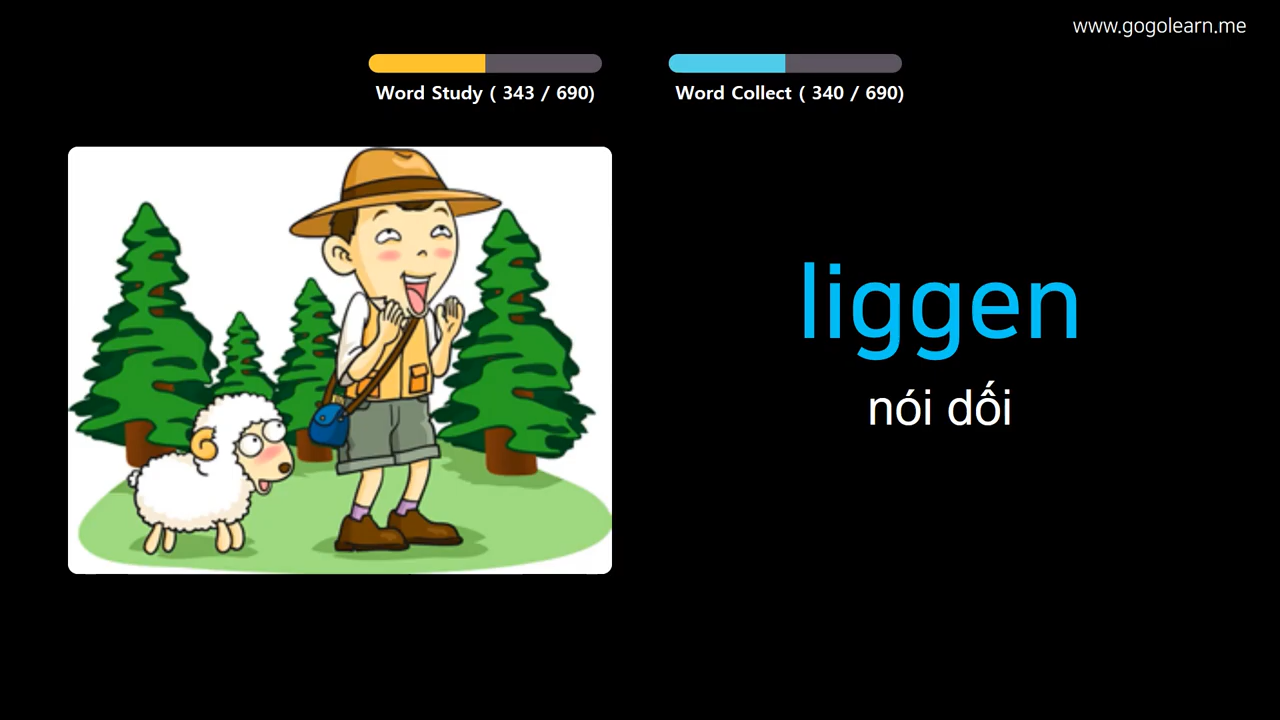 www.gogolearn.me
Word Study ( 343 / 690)
Word Collect ( 340 / 690)
liggen
nói dối